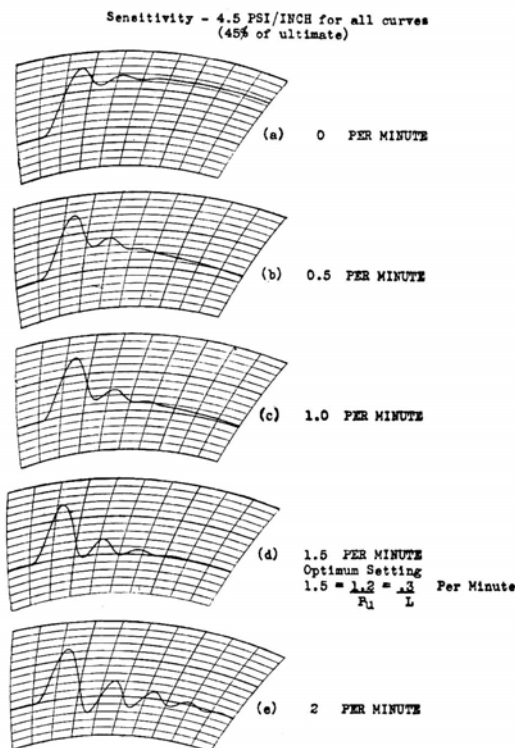 Sensitivity - 4.5 PSI/INCH for all curves
(45% of ultimate)
(a) 0 PER MINUTE
(b) 0.5 PER MINUTE
(c) 1.0 PER MINUTE
(d) 1.5 PER MINUTE
Optimum Setting
1.5 = 1.2 = .3 Per Minute
Pu L
(e) 2 PER MINUTE